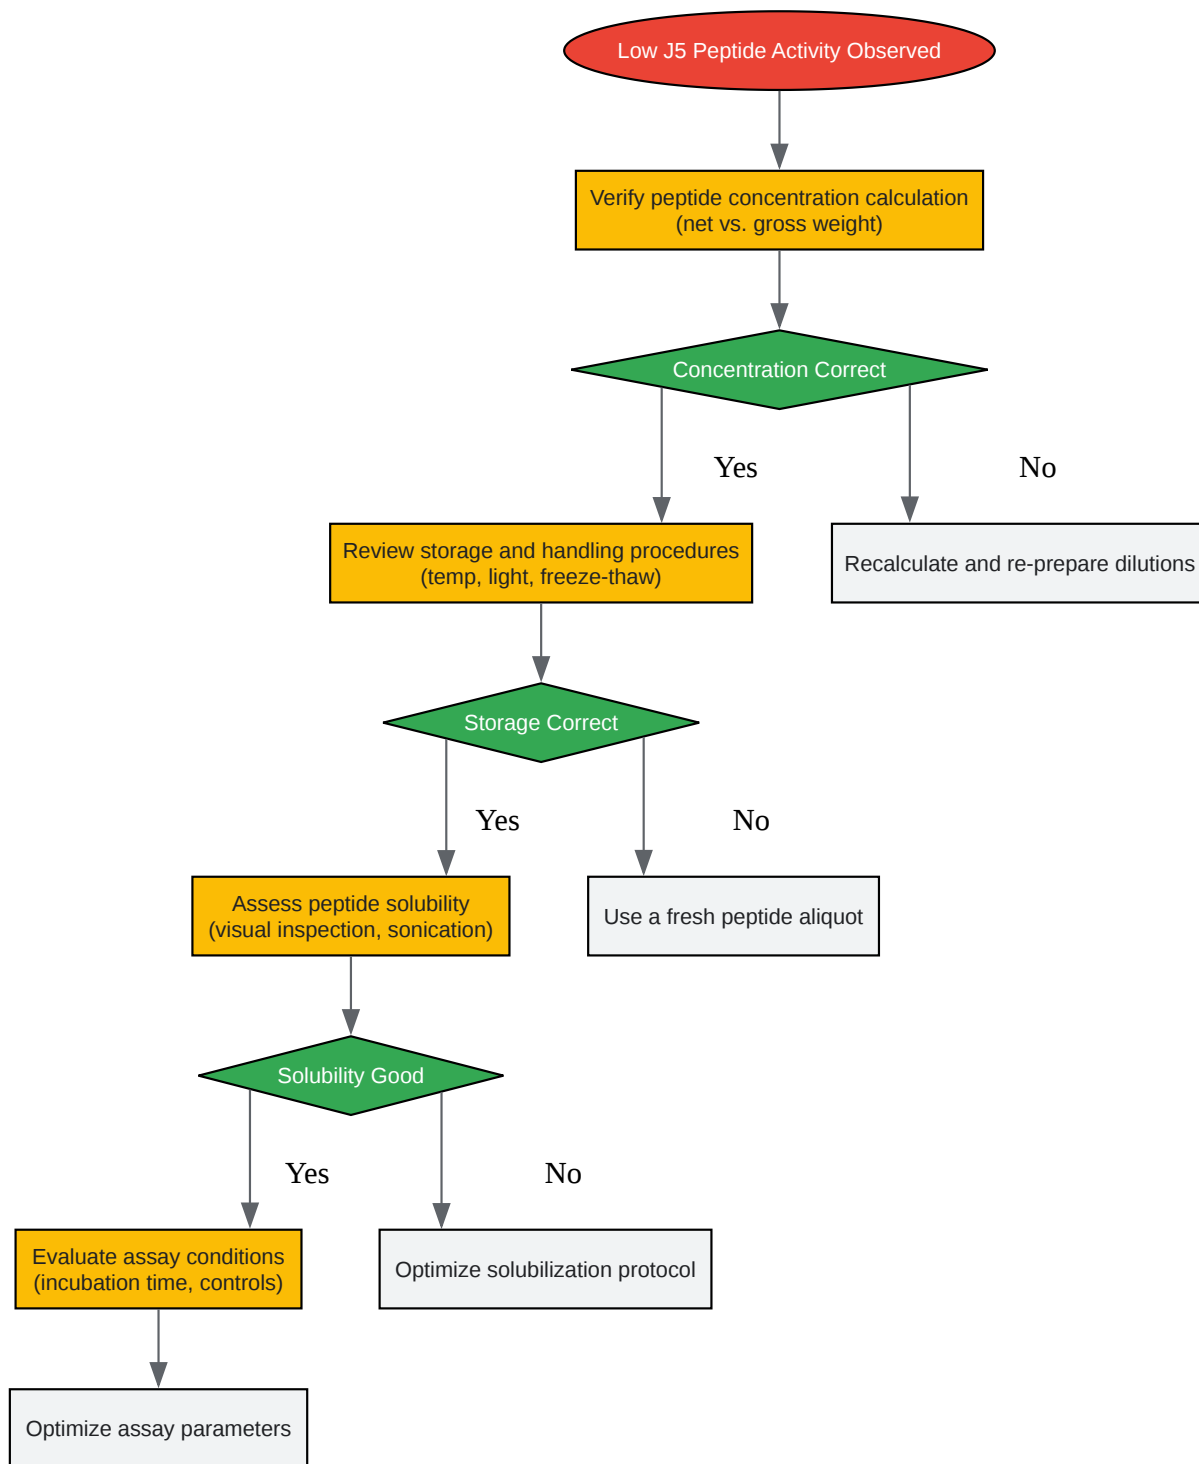 Low J5 Peptide Activity Observed
Verify peptide concentration calculation
(net vs. gross weight)
Concentration Correct
Yes
No
Review storage and handling procedures
(temp, light, freeze-thaw)
Recalculate and re-prepare dilutions
Storage Correct
Yes
No
Assess peptide solubility
(visual inspection, sonication)
Use a fresh peptide aliquot
Solubility Good
Yes
No
Evaluate assay conditions
(incubation time, controls)
Optimize solubilization protocol
Optimize assay parameters